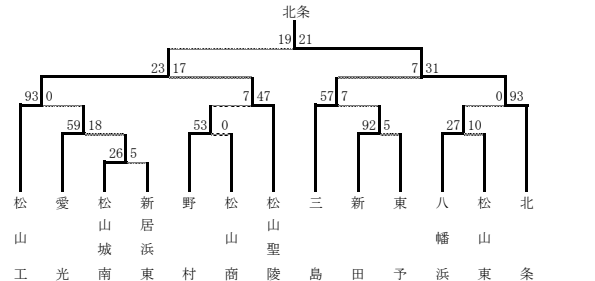 北条
19 21
23 17 7 31
93 0 7 47 57 7 0 93
59 18 53 0 92 5 27 10
26 5
松山工
愛光
松山城南
新居浜東
野村
松山商
松山聖陵
三島
新田
東予
八幡浜
松山東
北条